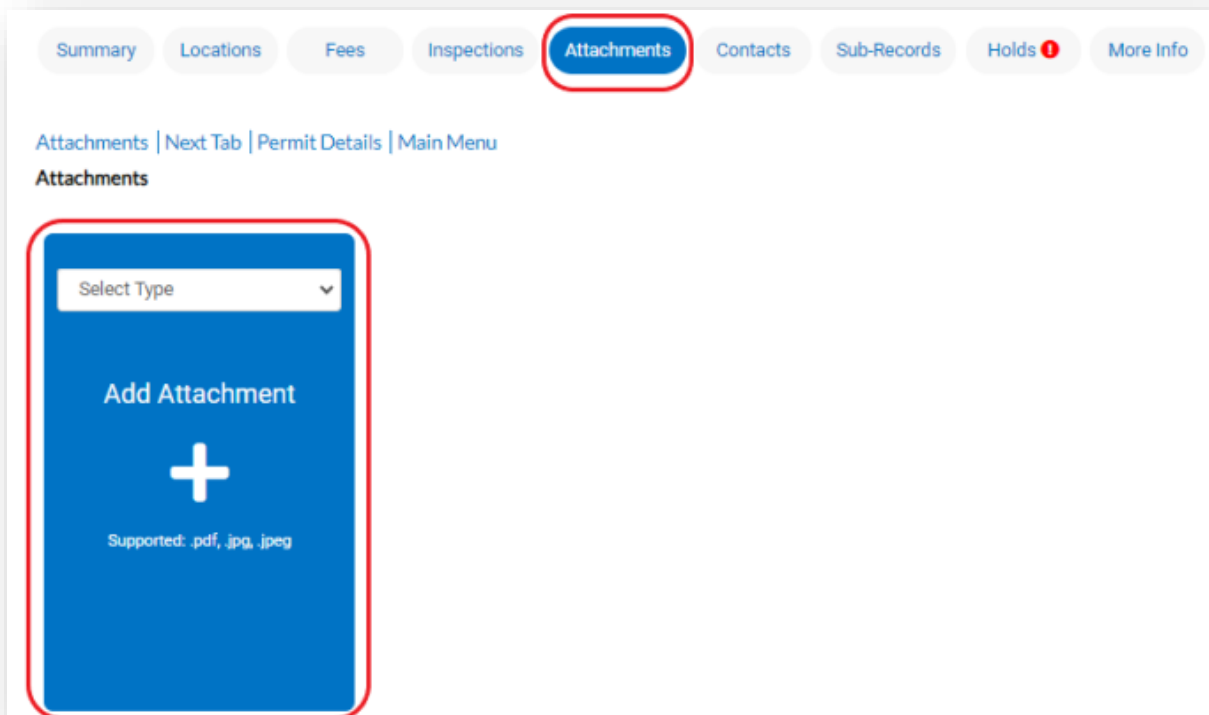 Summary Locations Fees Inspections Attachments Contacts Sub-Records Holds More Info
Attachments | Next Tab | Permit Details | Main Menu
Attachments
Select Type
Add Attachment
Supported: .pdf, .jpg, .jpeg